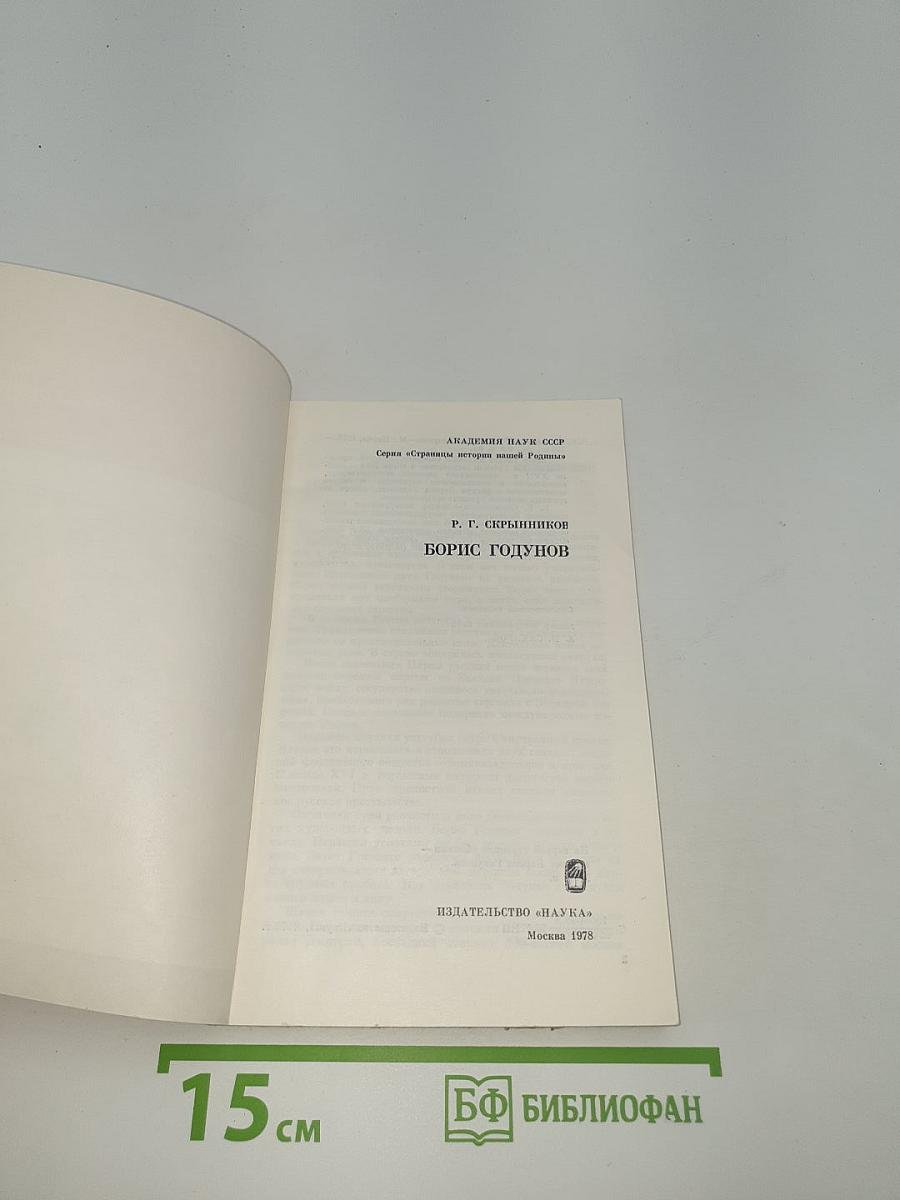 АКАДЕМИЯ НАУК СССР
Серия «Страницы истории нашей Родины»
Р. Г. СКРЫННИКОВ
БОРИС ГОДУНОВ
ИЗДАТЕЛЬСТВО «НАУКА»
Москва 1978
15 см
БФ БИБЛИОФАН